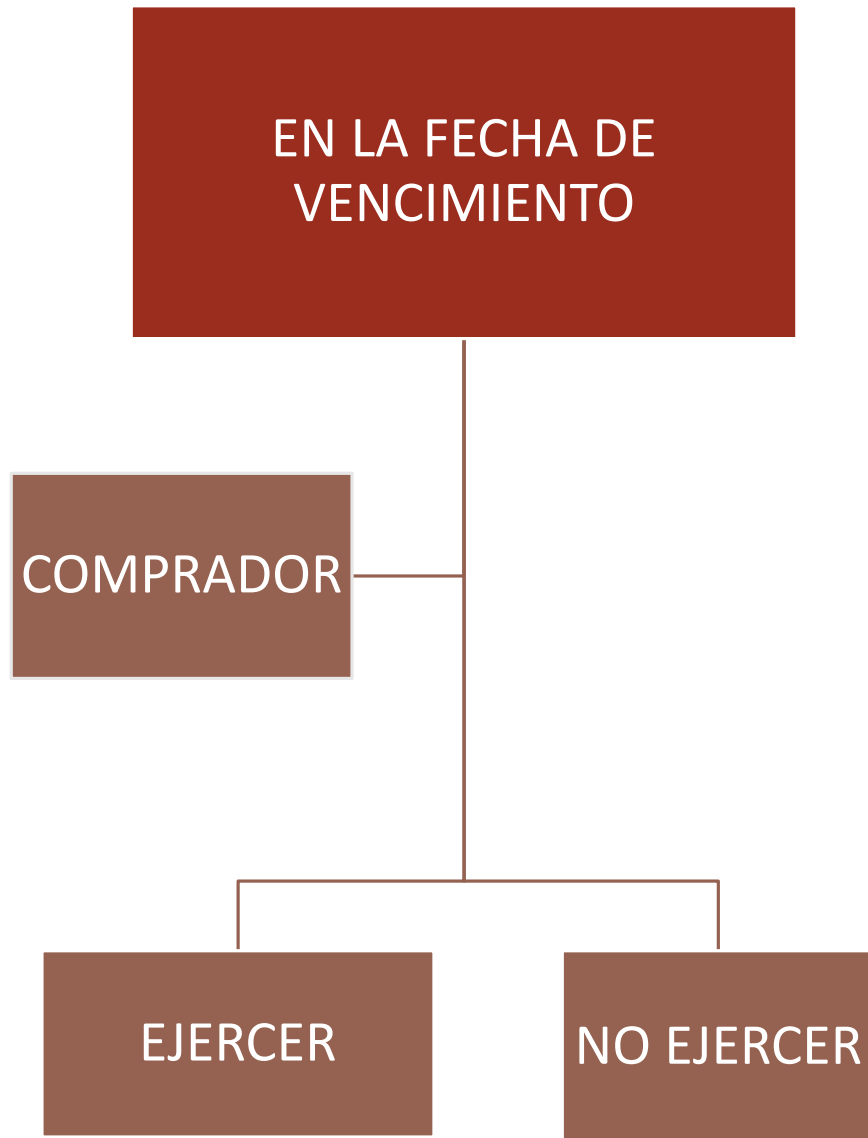 EN LA FECHA DE
VENCIMIENTO
COMPRADOR
EJERCER
NO EJERCER